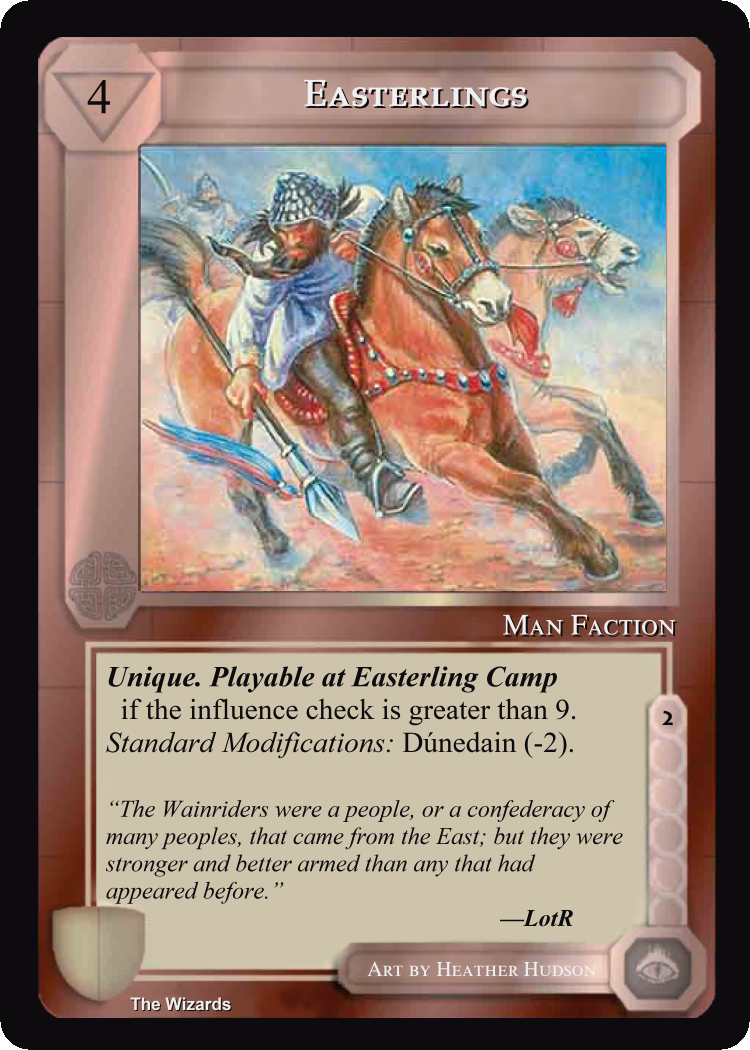 4
Easterlings
Man Faction
Unique. Playable at Easterling Camp
if the influence check is greater than 9.
Standard Modifications: Dúnedain (-2).
2
“The Wainriders were a people, or a confederacy of
many peoples, that came from the East; but they were
stronger and better armed than any that had
appeared before.”
—LotR
Art by Heather Hudson
The Wizards